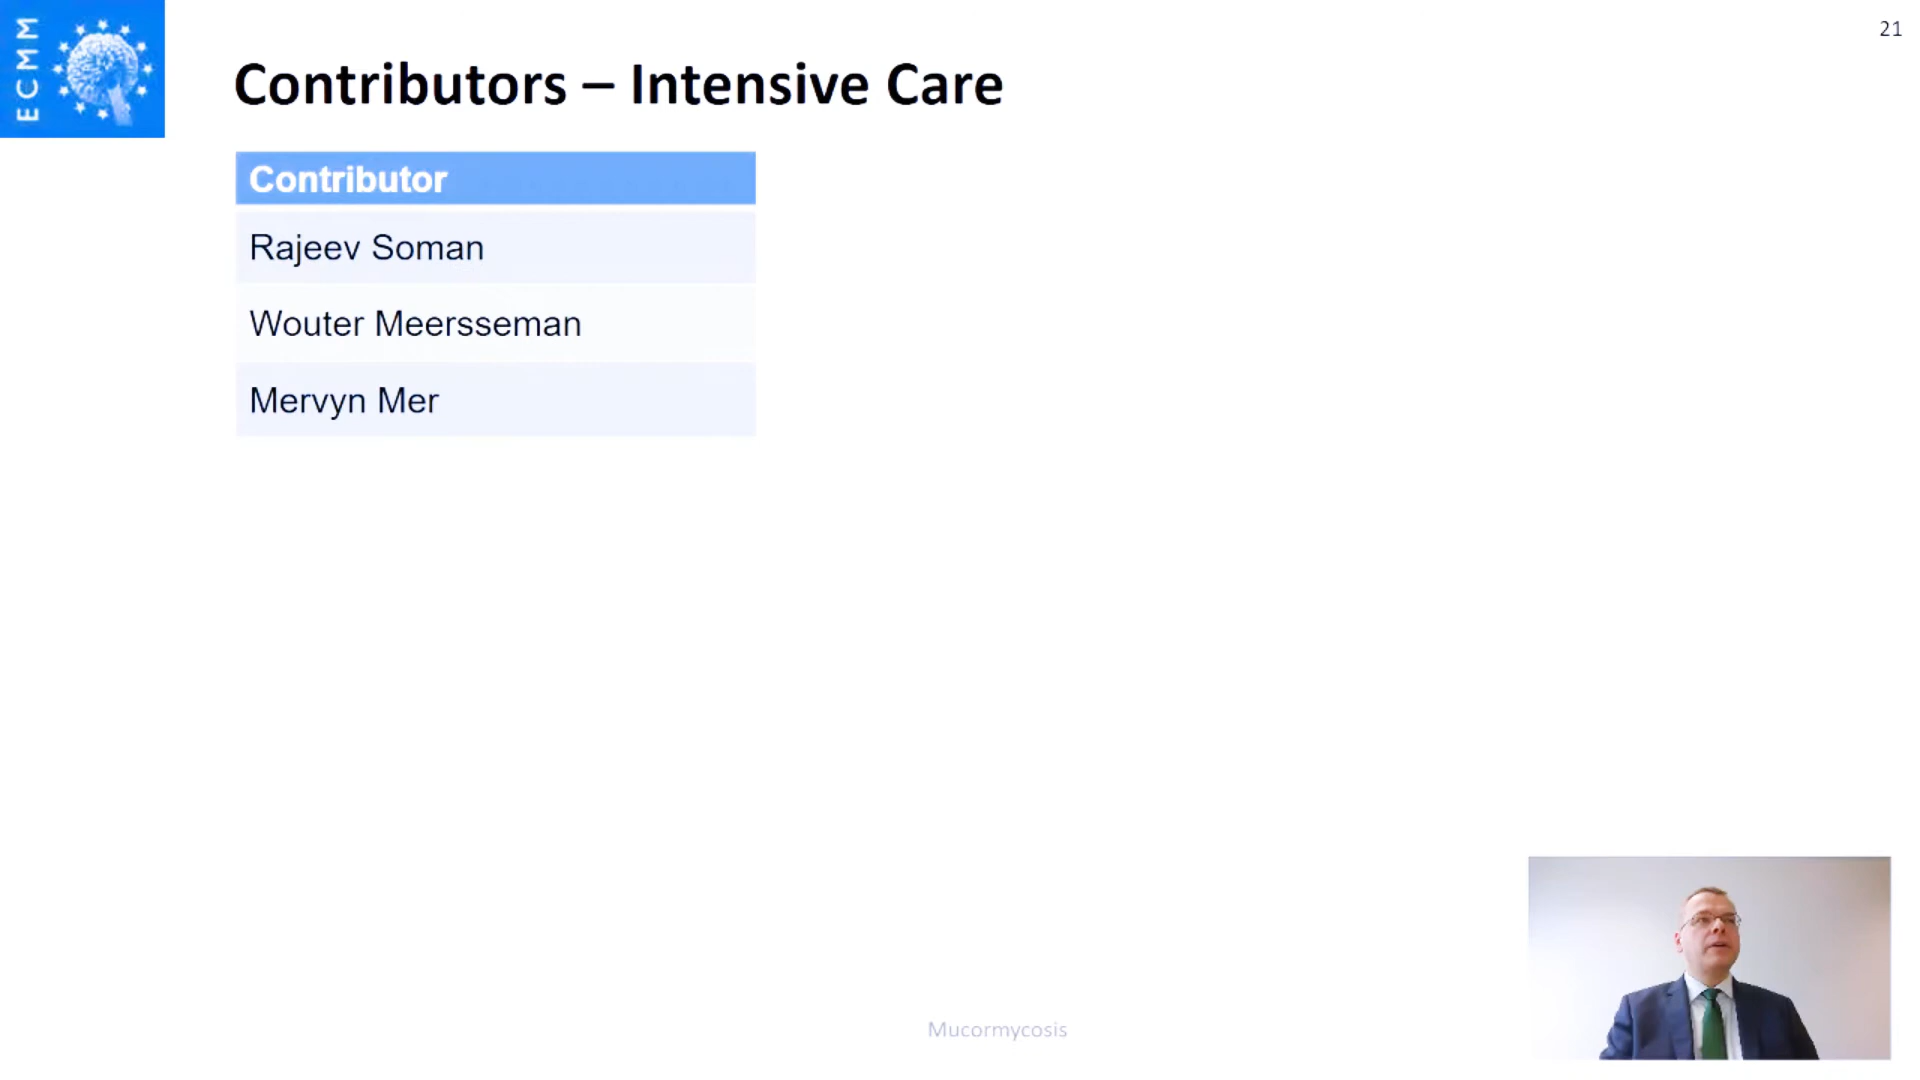 ECMM
21
Contributors – Intensive Care
Contributor
Rajeev Soman
Wouter Meersseman
Mervyn Mer
Mucormycosis